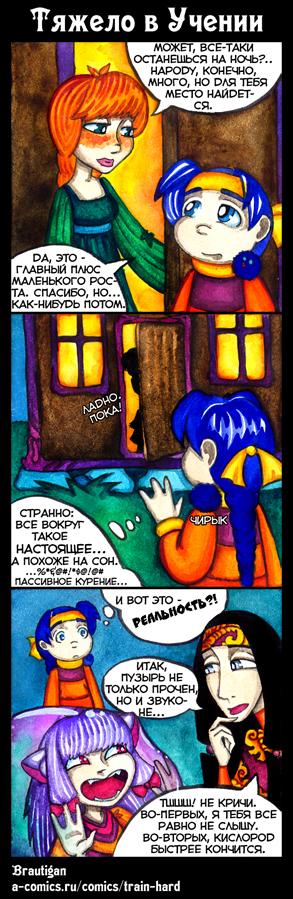 Тяжело в Учении
МОЖЕТ, ВСЕ-ТАКИ
ОСТАНЕШЬСЯ НА НОЧЬ?..
НАРОДУ, КОНЕЧНО,
МНОГО, НО ДЛЯ ТЕБЯ
МЕСТО НАЙДЕТ-
СЯ.
ДА, ЭТО -
ГЛАВНЫЙ ПЛЮС
МАЛЕНЬКОГО РОС-
ТА. СПАСИБО, НО...
КАК-НИБУДЬ ПОТОМ.
ЛАДНО.
ПОКА!
ЧИРЫК
СТРАННО:
ВСЕ ВОКРУГ
ТАКОЕ
НАСТОЯЩЕЕ...
А ПОХОЖЕ НА СОН.
ПАССИВНОЕ КУРЕНИЕ...
И ВОТ ЭТО -
РЕАЛЬНОСТЬ?!
ИТАК,
ПУЗЫРЬ НЕ
ТОЛЬКО ПРОЧЕН,
НО И ЗВУКО-
НЕ...
ТШШШ! НЕ КРИЧИ.
ВО-ПЕРВЫХ, Я ТЕБЯ ВСЕ
РАВНО НЕ СЛЫШУ.
ВО-ВТОРЫХ, КИСЛОРОД
БЫСТРЕЕ КОНЧИТСЯ.
Brautigan
a-comics.ru/comics/train-hard